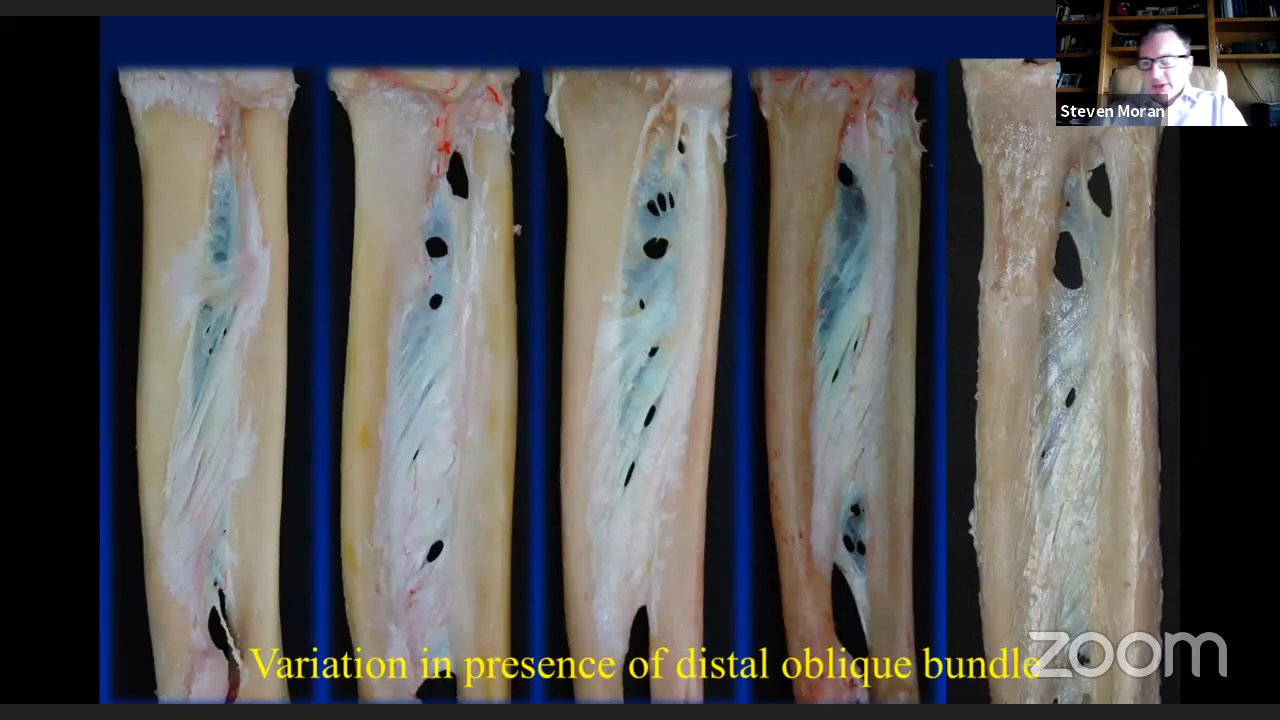 Steven Moran
Variation in presence of distal oblique bundle
zoom